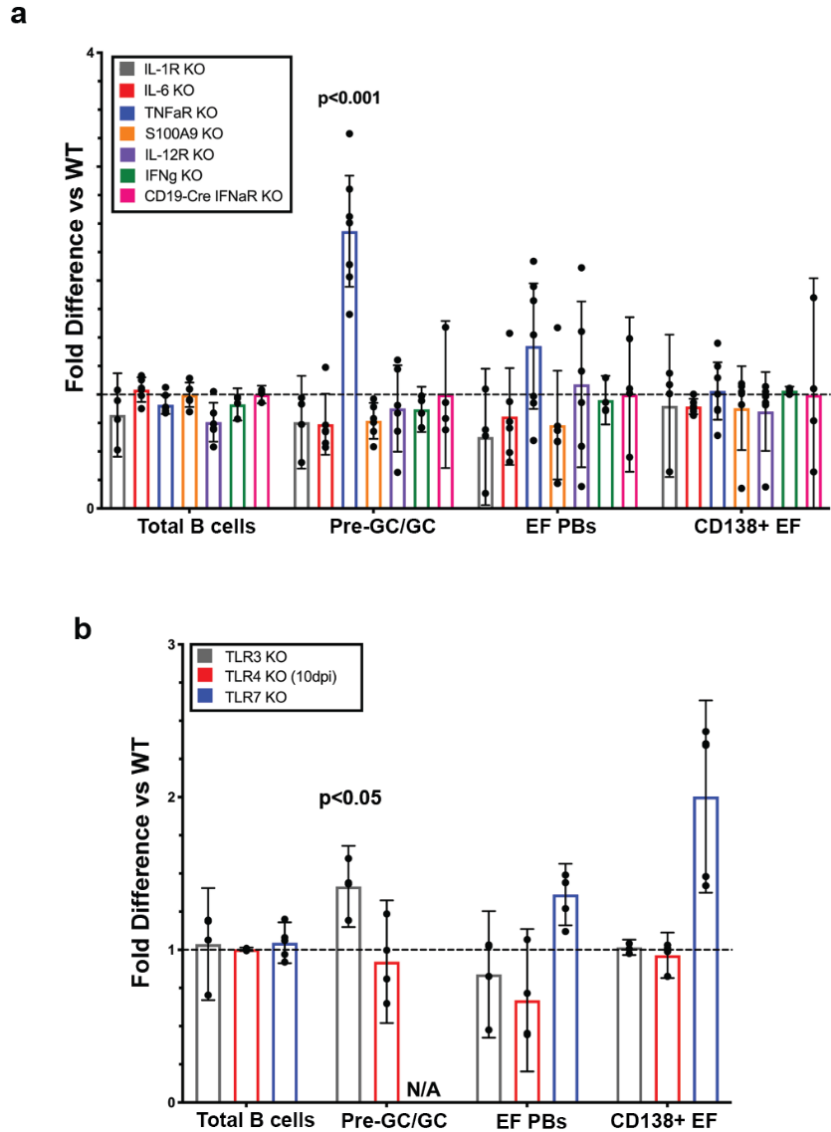 a
4
IL-1R KO
IL-6 KO
TNFaR KO
S100A9 KO
IL-12R KO
IFNg KO
CD19-Cre IFNaR KO
p<0.001
Fold Difference vs WT
0
Total B cells Pre-GC/GC EF PBs CD138+ EF
b
3
TLR3 KO
TLR4 KO (10dpi)
TLR7 KO
Fold Difference vs WT
2
p<0.05
1
N/A
0
Total B cells Pre-GC/GC EF PBs CD138+ EF